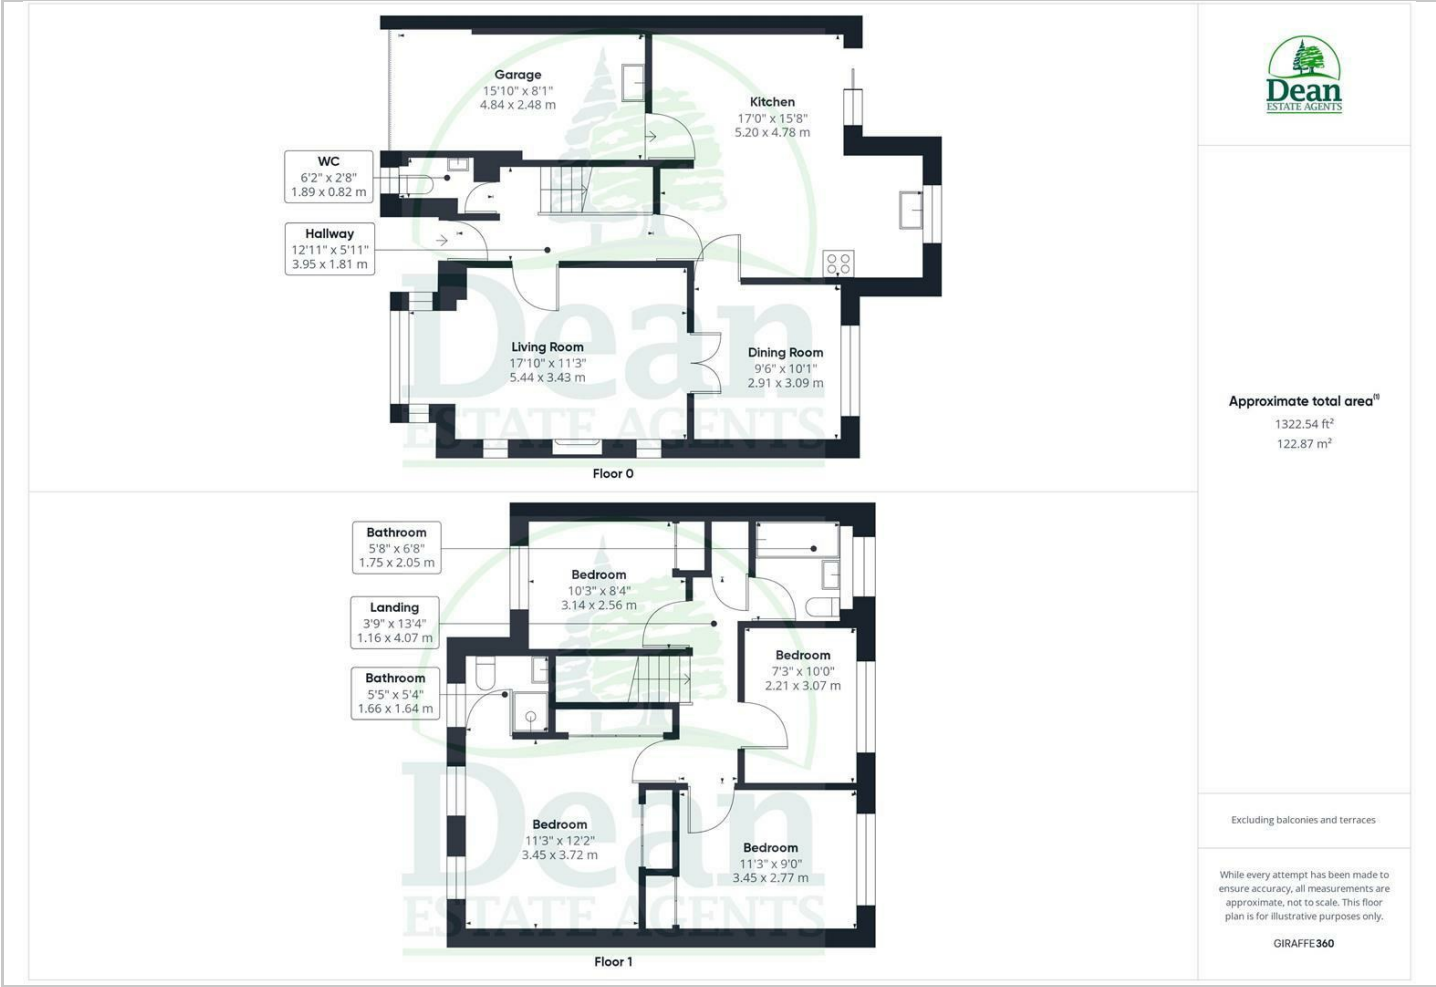 Garage
15'10" x 8'1"
4.84 x 2.48 m
Kitchen
17'0" x 15'8"
5.20 x 4.78 m
WC
6'2" x 2'8"
1.89 x 0.82 m
Hallway
12'11" x 5'11"
3.95 x 1.81 m
Living Room
17'10" x 11'3"
5.44 x 3.43 m
Dining Room
9'6" x 10'1"
2.91 x 3.09 m
Dean
ESTATE AGENTS
Floor 0
Bathroom
5'8" x 6'8"
1.75 x 2.05 m
Bedroom
10'3" x 8'4"
3.14 x 2.56 m
Landing
3'9" x 13'4"
1.16 x 4.07 m
Bathroom
5'5" x 5'4"
1.66 x 1.64 m
Bedroom
7'3" x 10'0"
2.21 x 3.07 m
Bedroom
11'3" x 12'2"
3.45 x 3.72 m
Bedroom
11'3" x 9'0"
3.45 x 2.77 m
Dean
ESTATE AGENTS
Floor 1
Dean
ESTATE AGENTS
Approximate total area(1)
1322.54 ft²
122.87 m²
Excluding balconies and terraces
While every attempt has been made to
ensure accuracy, all measurements are
approximate, not to scale. This floor
plan is for illustrative purposes only.
GIRAFFE360